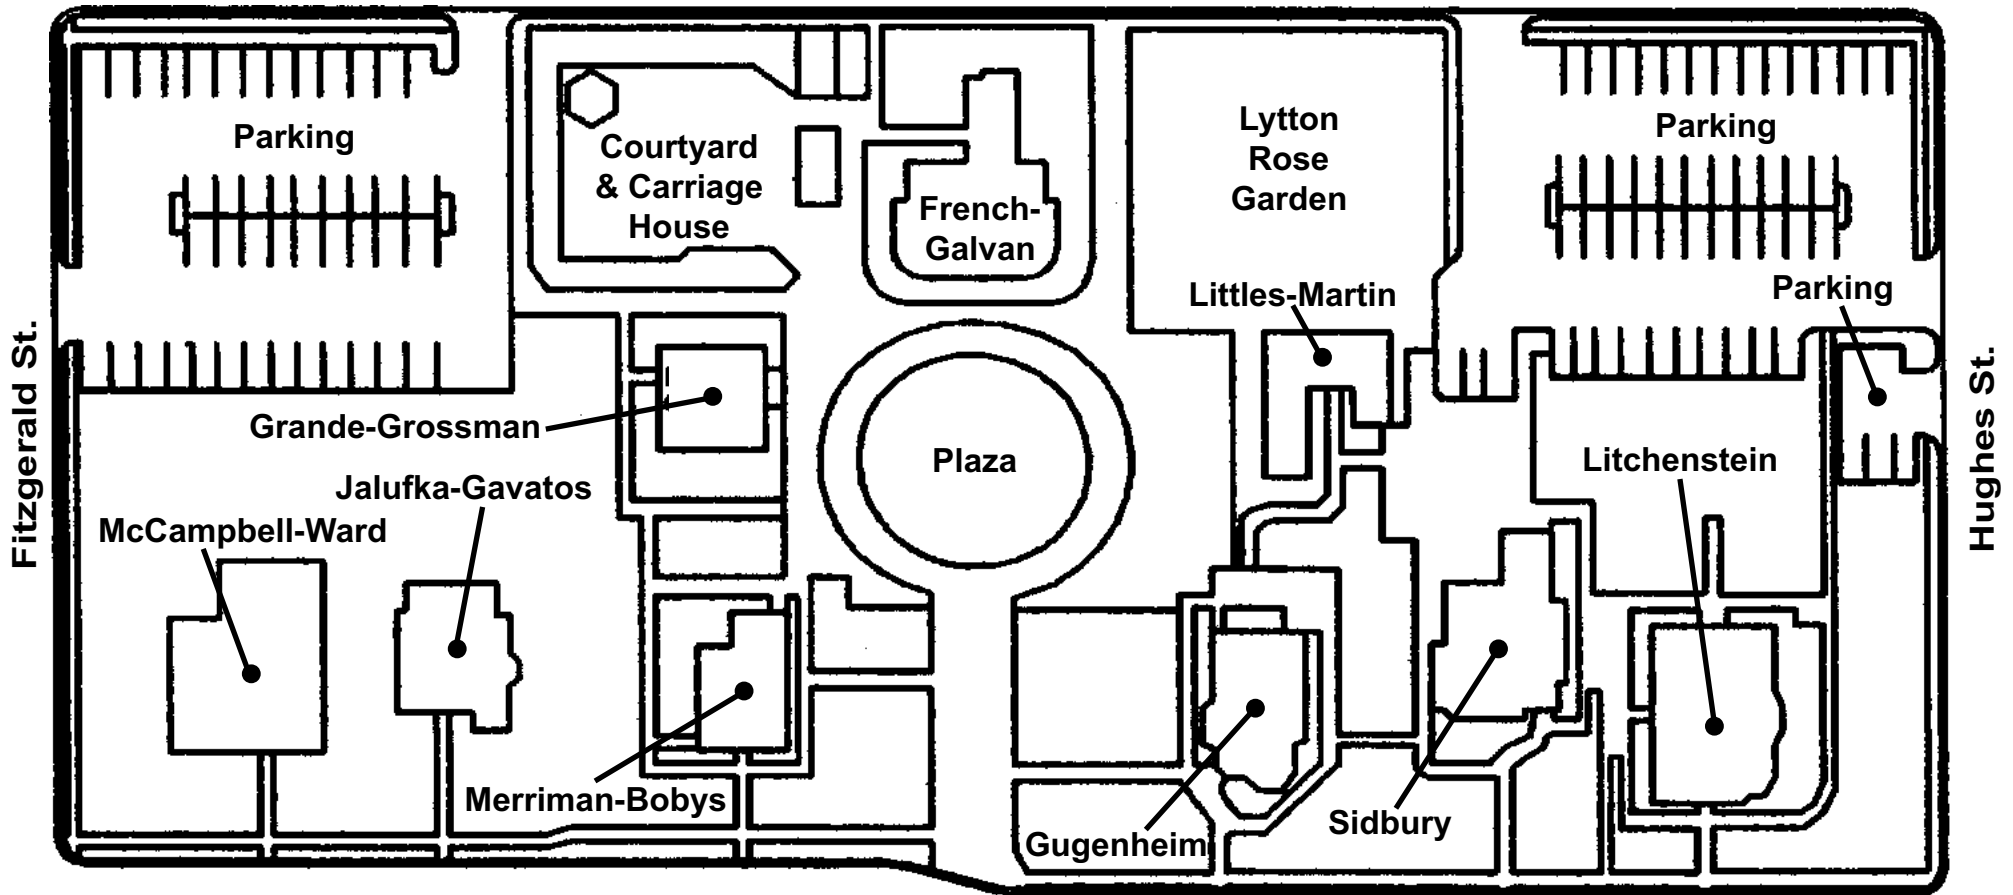 Parking
Courtyard
& Carriage
House
French-
Galvan
Lytton
Rose
Garden
Parking
Parking
Littles-Martin
Fitzgerald St.
Hughes St.
Grande-Grossman
Plaza
Litchenstein
Jalufka-Gavatos
McCampbell-Ward
Merriman-Bobys
Gugenheim
Sidbury